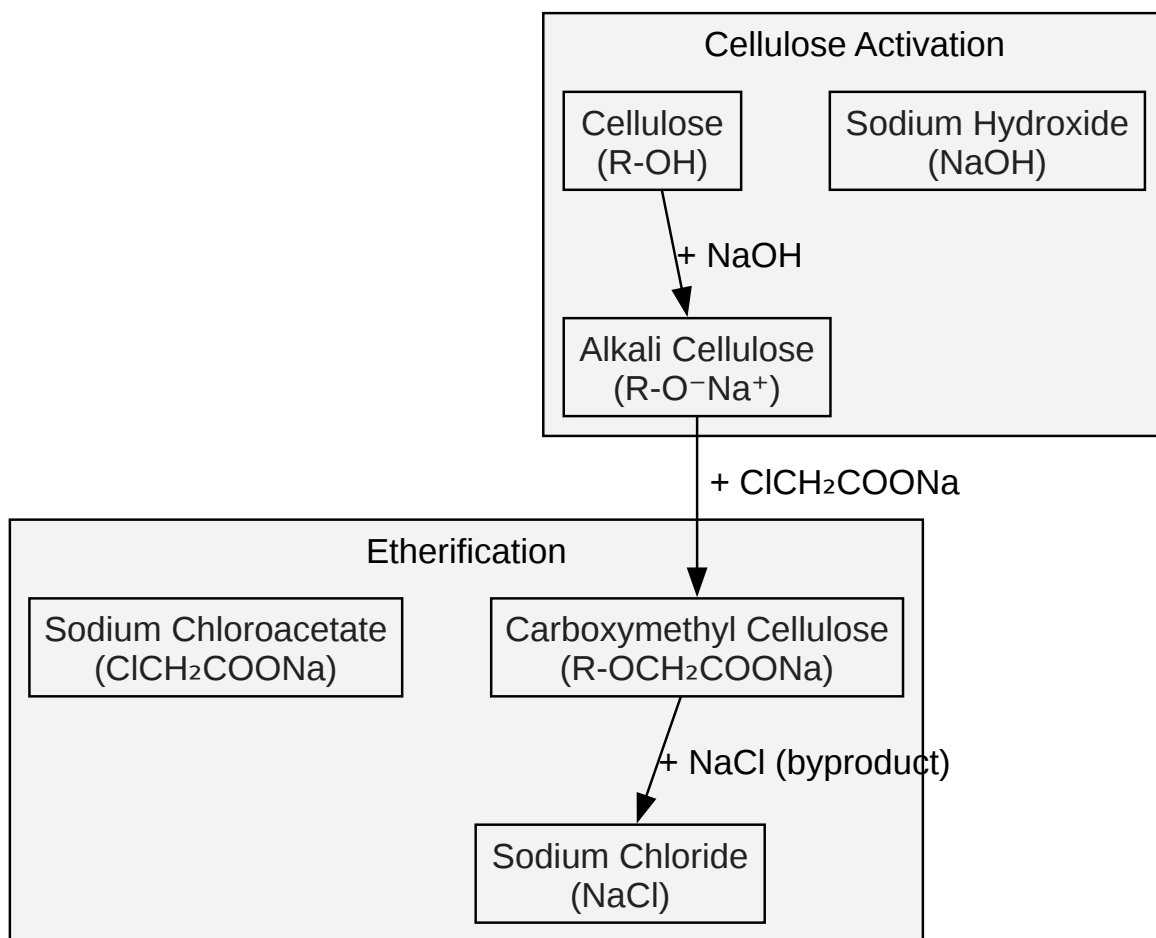 Cellulose Activation
Cellulose
(R-OH)
Sodium Hydroxide
(NaOH)
+ NaOH
Alkali Cellulose
(R-O⁻Na⁺)
+ ClCH₂COONa
Etherification
Sodium Chloroacetate
(ClCH₂COONa)
Carboxymethyl Cellulose
(R-OCH₂COONa)
+ NaCl (byproduct)
Sodium Chloride
(NaCl)